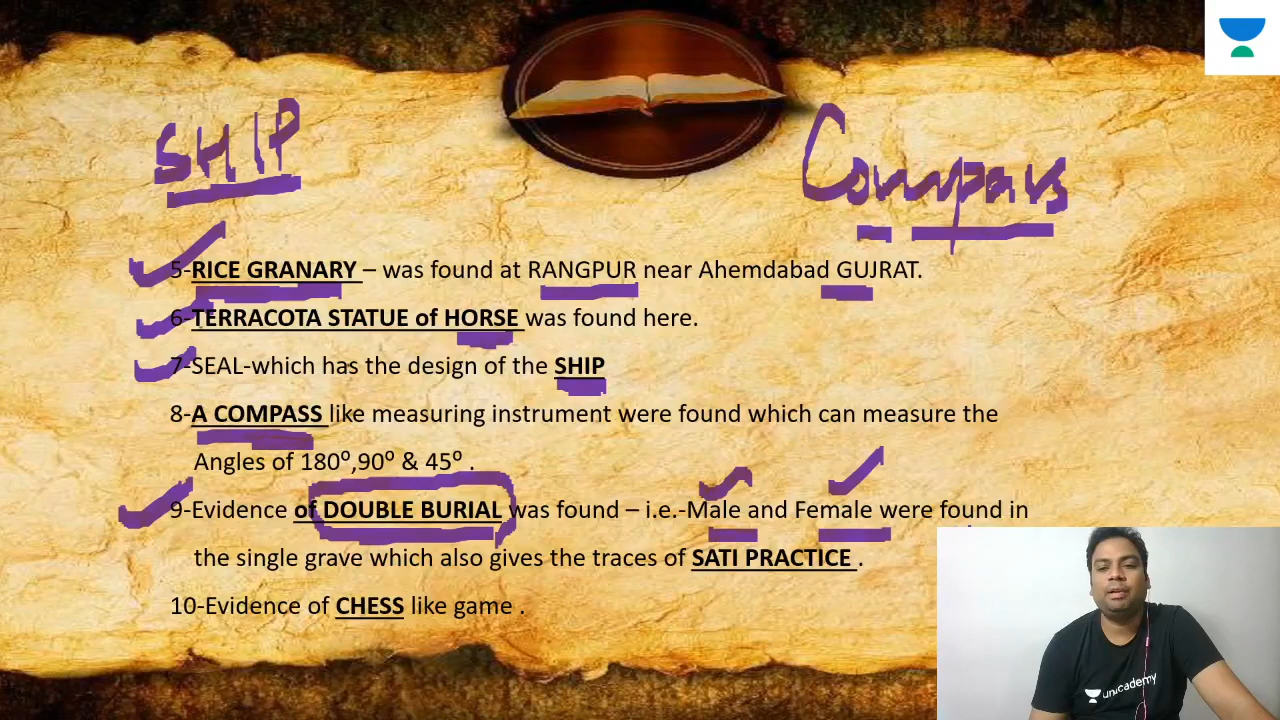 SHIP
Compass
5-RICE GRANARY – was found at RANGPUR near Ahemdabad GUJRAT.
6-TERRACOTA STATUE of HORSE was found here.
7-SEAL-which has the design of the SHIP
8-A COMPASS like measuring instrument were found which can measure the
Angles of 180⁰,90⁰ & 45⁰ .
9-Evidence of DOUBLE BURIAL was found – i.e.-Male and Female were found in
the single grave which also gives the traces of SATI PRACTICE .
10-Evidence of CHESS like game .
unacademy